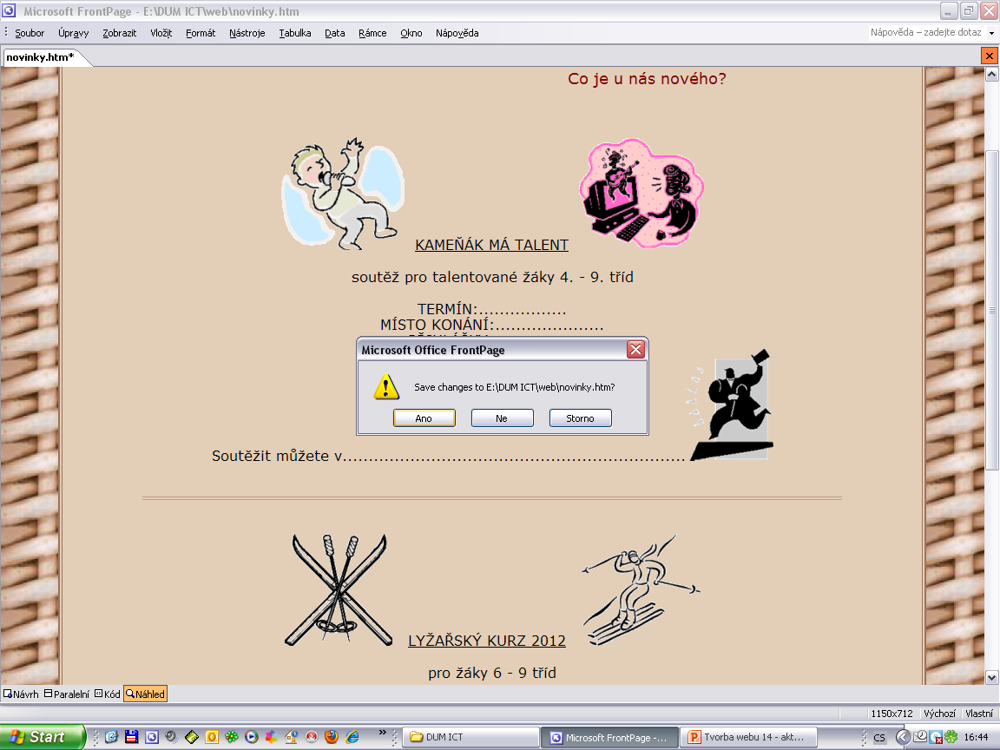 Microsoft FrontPage - E:\DUM ICT\web\novinky.htm
Soubor Úpravy Zobrazit Vložit Formát Nástroje Tabulka Data Rámce Okno Nápověda Nápověda – zadejte dotaz
novinky.htm*
Co je u nás nového?
KAMEŇÁK MÁ TALENT
soutěž pro talentované žáky 4. - 9. tříd
TERMÍN:.................
MÍSTO KONÁNÍ:.....................
Microsoft Office FrontPage
Save changes to E:\DUM ICT\web\novinky.htm?
Ano Ne Storno
Soutěžit můžete v..................................................................
LYŽAŘSKÝ KURZ 2012
pro žáky 6 - 9 tříd
Návrh Paralelní Kód Náhled
1150x712 Výchozí Vlastní
Start DUM ICT Microsoft FrontPage -... Tvorba webu 14 - akt... CS 16:44